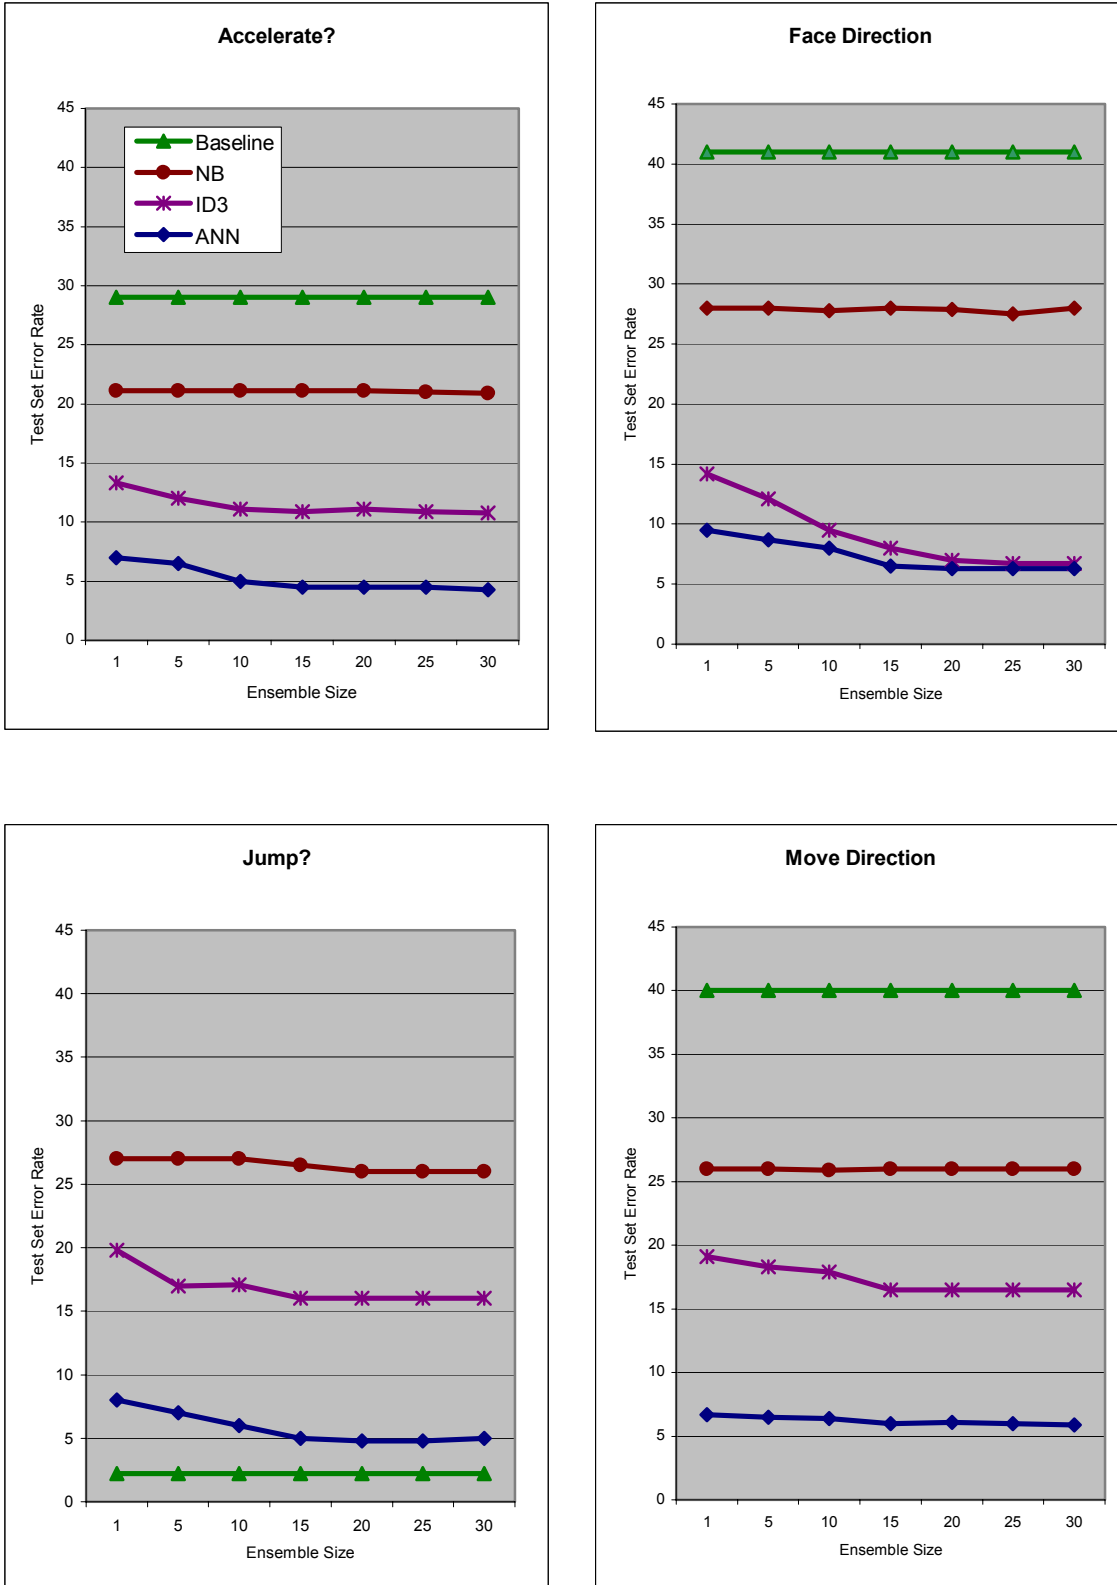 Accelerate?
45
40
35
30
25
20
15
10
5
0
Test Set Error Rate
Baseline
NB
ID3
ANN
1 5 10 15 20 25 30
Ensemble Size
Face Direction
45
40
35
30
25
20
15
10
5
0
Test Set Error Rate
1 5 10 15 20 25 30
Ensemble Size
Jump?
45
40
35
30
25
20
15
10
5
0
Test Set Error Rate
1 5 10 15 20 25 30
Ensemble Size
Move Direction
45
40
35
30
25
20
15
10
5
0
Test Set Error Rate
1 5 10 15 20 25 30
Ensemble Size